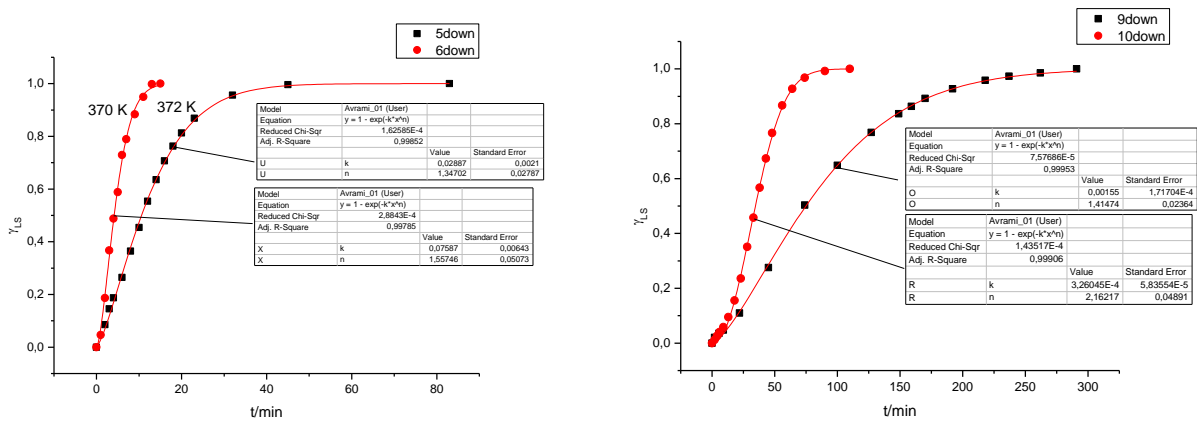 5down
6down
1,0
0,8
0,6
0,4
0,2
0,0
γLS
370 K
372 K
Model Avrami_01 (User)
Equation y = 1 - exp(-k*x^n)
Reduced Chi-Sqr 1,62585E-4
Adj. R-Square 0,99852
Value Standard Error
U k 0,02887 0,0021
U n 1,34702 0,02787
Model Avrami_01 (User)
Equation y = 1 - exp(-k*x^n)
Reduced Chi-Sqr 2,8843E-4
Adj. R-Square 0,99785
Value Standard Error
X k 0,07587 0,00643
X n 1,55746 0,05073
0 20 40 60 80
t/min
9down
10down
1,0
0,8
0,6
0,4
0,2
0,0
γLS
Model Avrami_01 (User)
Equation y = 1 - exp(-k*x^n)
Reduced Chi-Sqr 7,57686E-5
Adj. R-Square 0,99953
Value Standard Error
O k 0,00155 1,71704E-4
O n 1,41474 0,02364
Model Avrami_01 (User)
Equation y = 1 - exp(-k*x^n)
Reduced Chi-Sqr 1,43517E-4
Adj. R-Square 0,99906
Value Standard Error
R k 3,26045E-4 5,83554E-5
R n 2,16217 0,04891
0 50 100 150 200 250 300
t/min